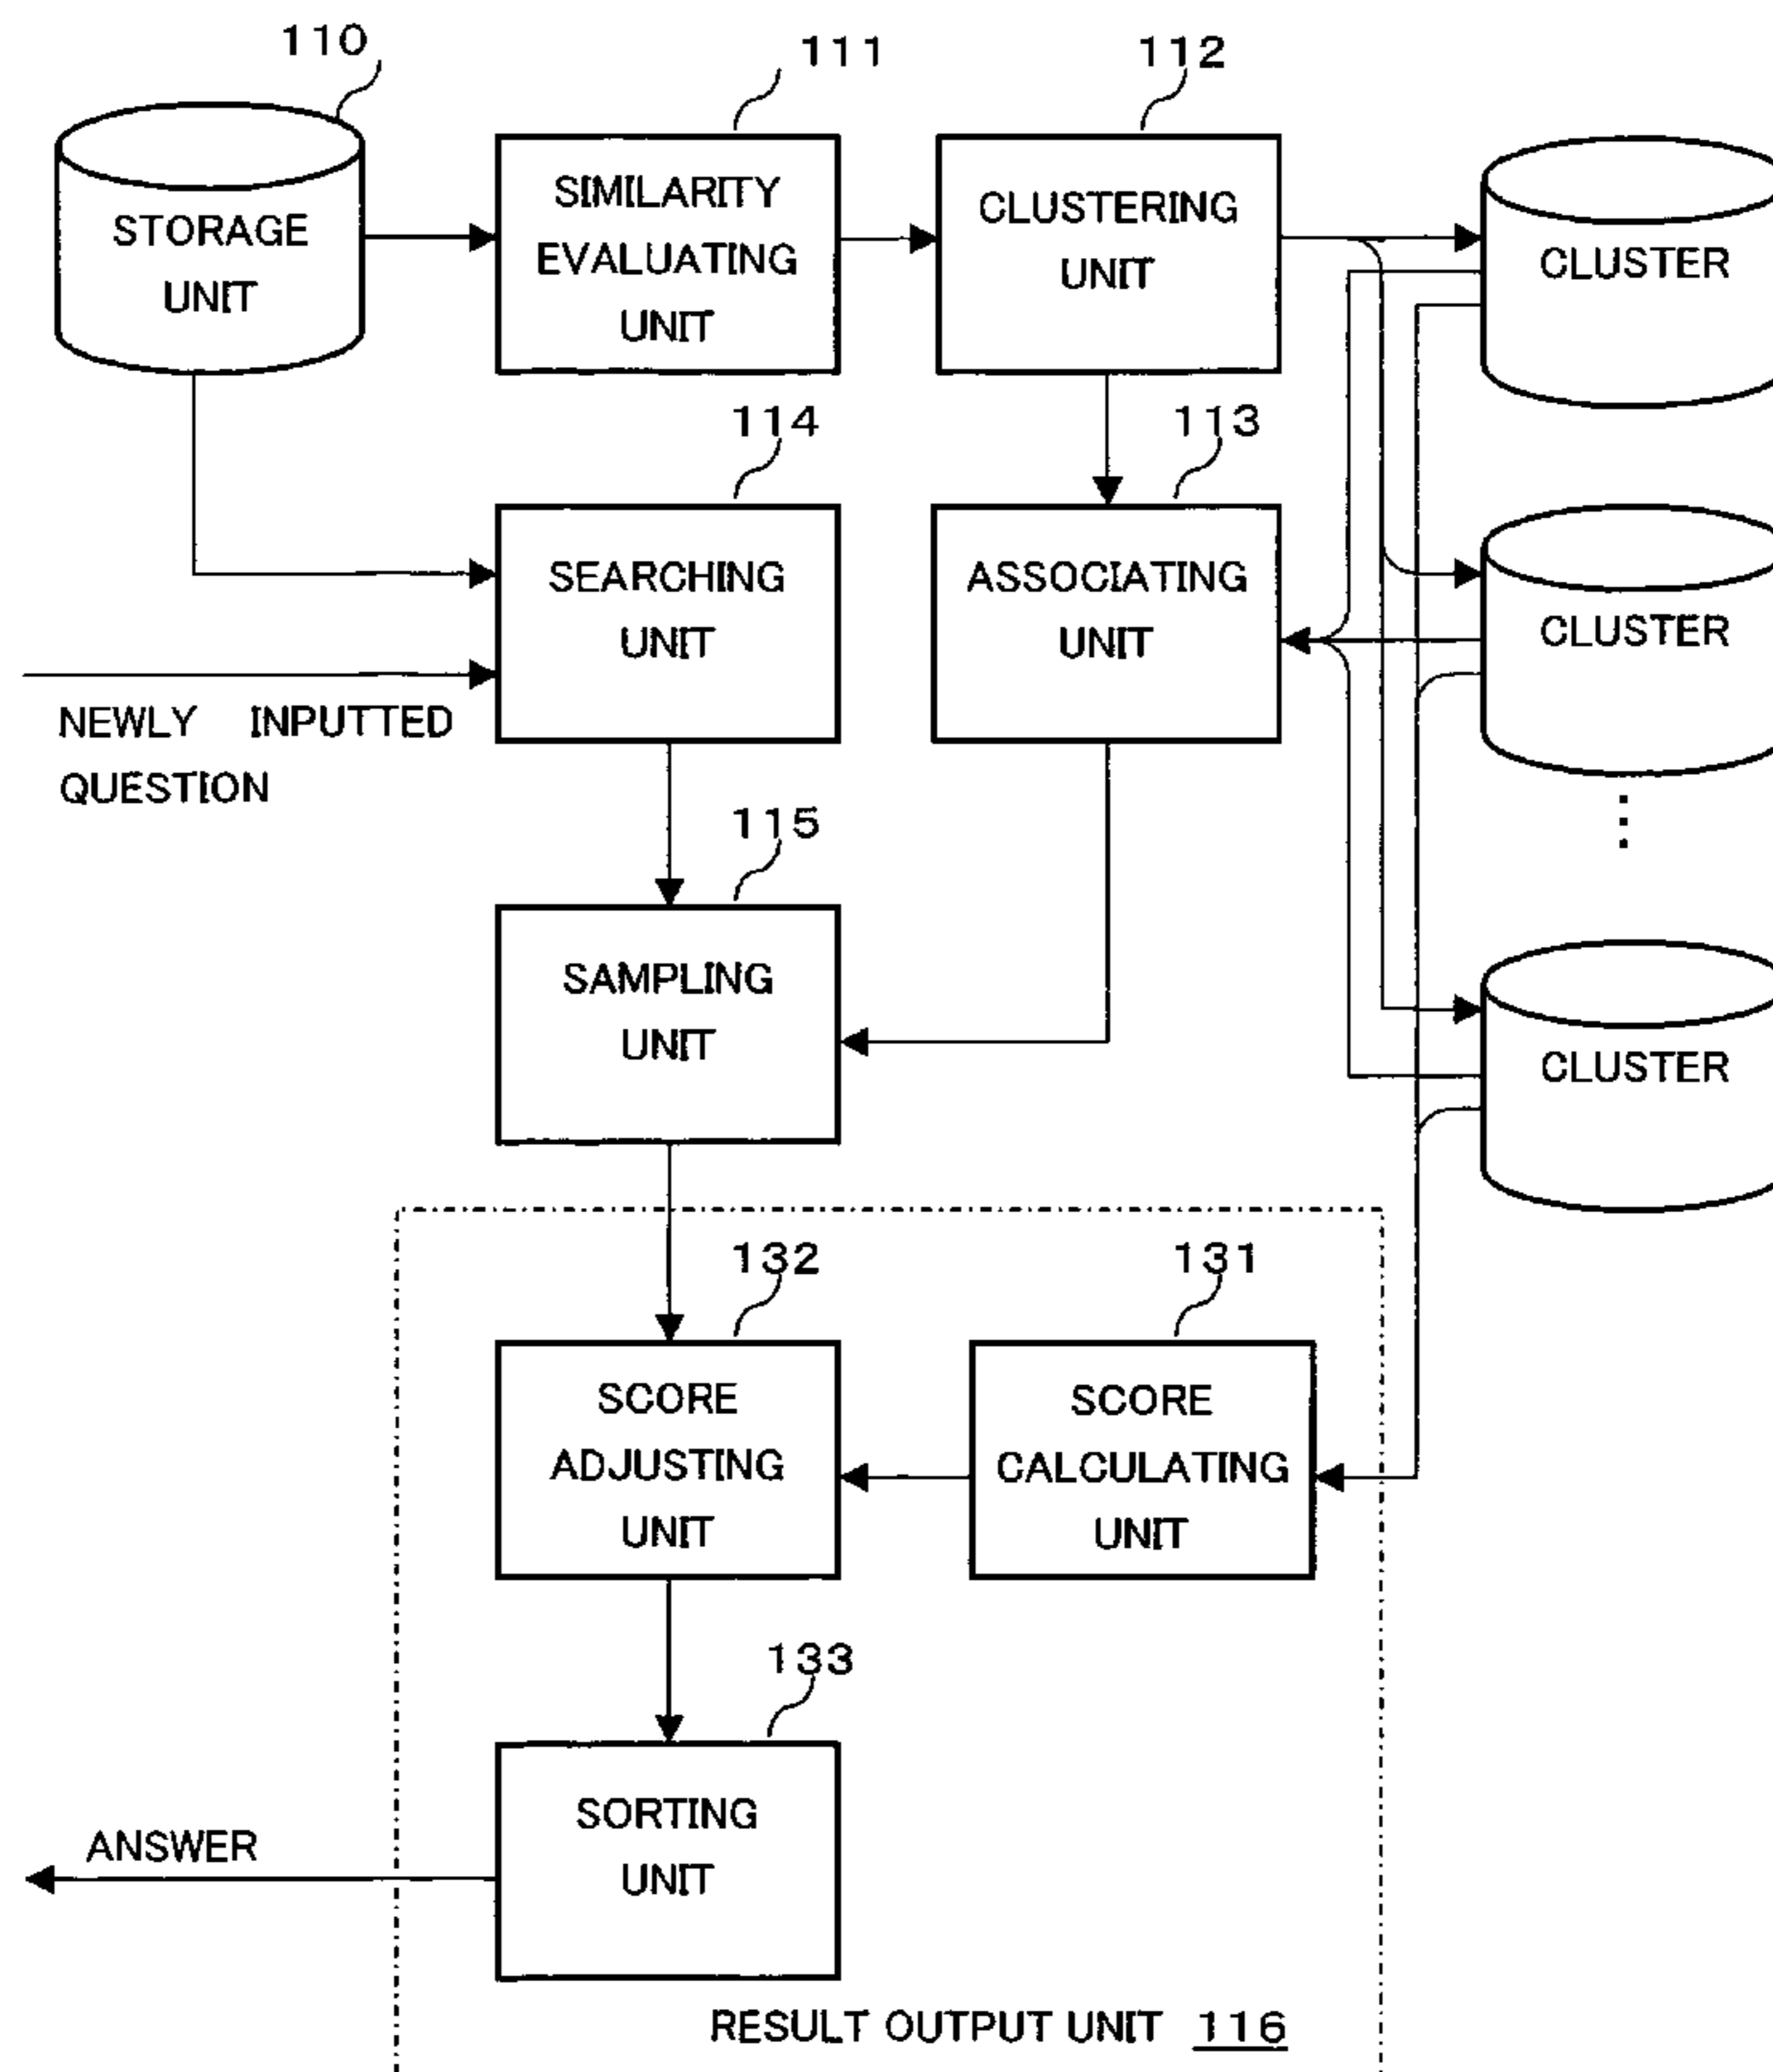 110
111
112
STORAGE
UNIT
SIMILARITY
EVALUATING
UNIT
CLUSTERING
UNIT
CLUSTER
114
113
SEARCHING
UNIT
ASSOCIATING
UNIT
CLUSTER
NEWLY INPUTTED
QUESTION
115
SAMPLING
UNIT
CLUSTER
132
131
SCORE
ADJUSTING
UNIT
SCORE
CALCULATING
UNIT
133
SORTING
UNIT
ANSWER
RESULT OUTPUT UNIT 116